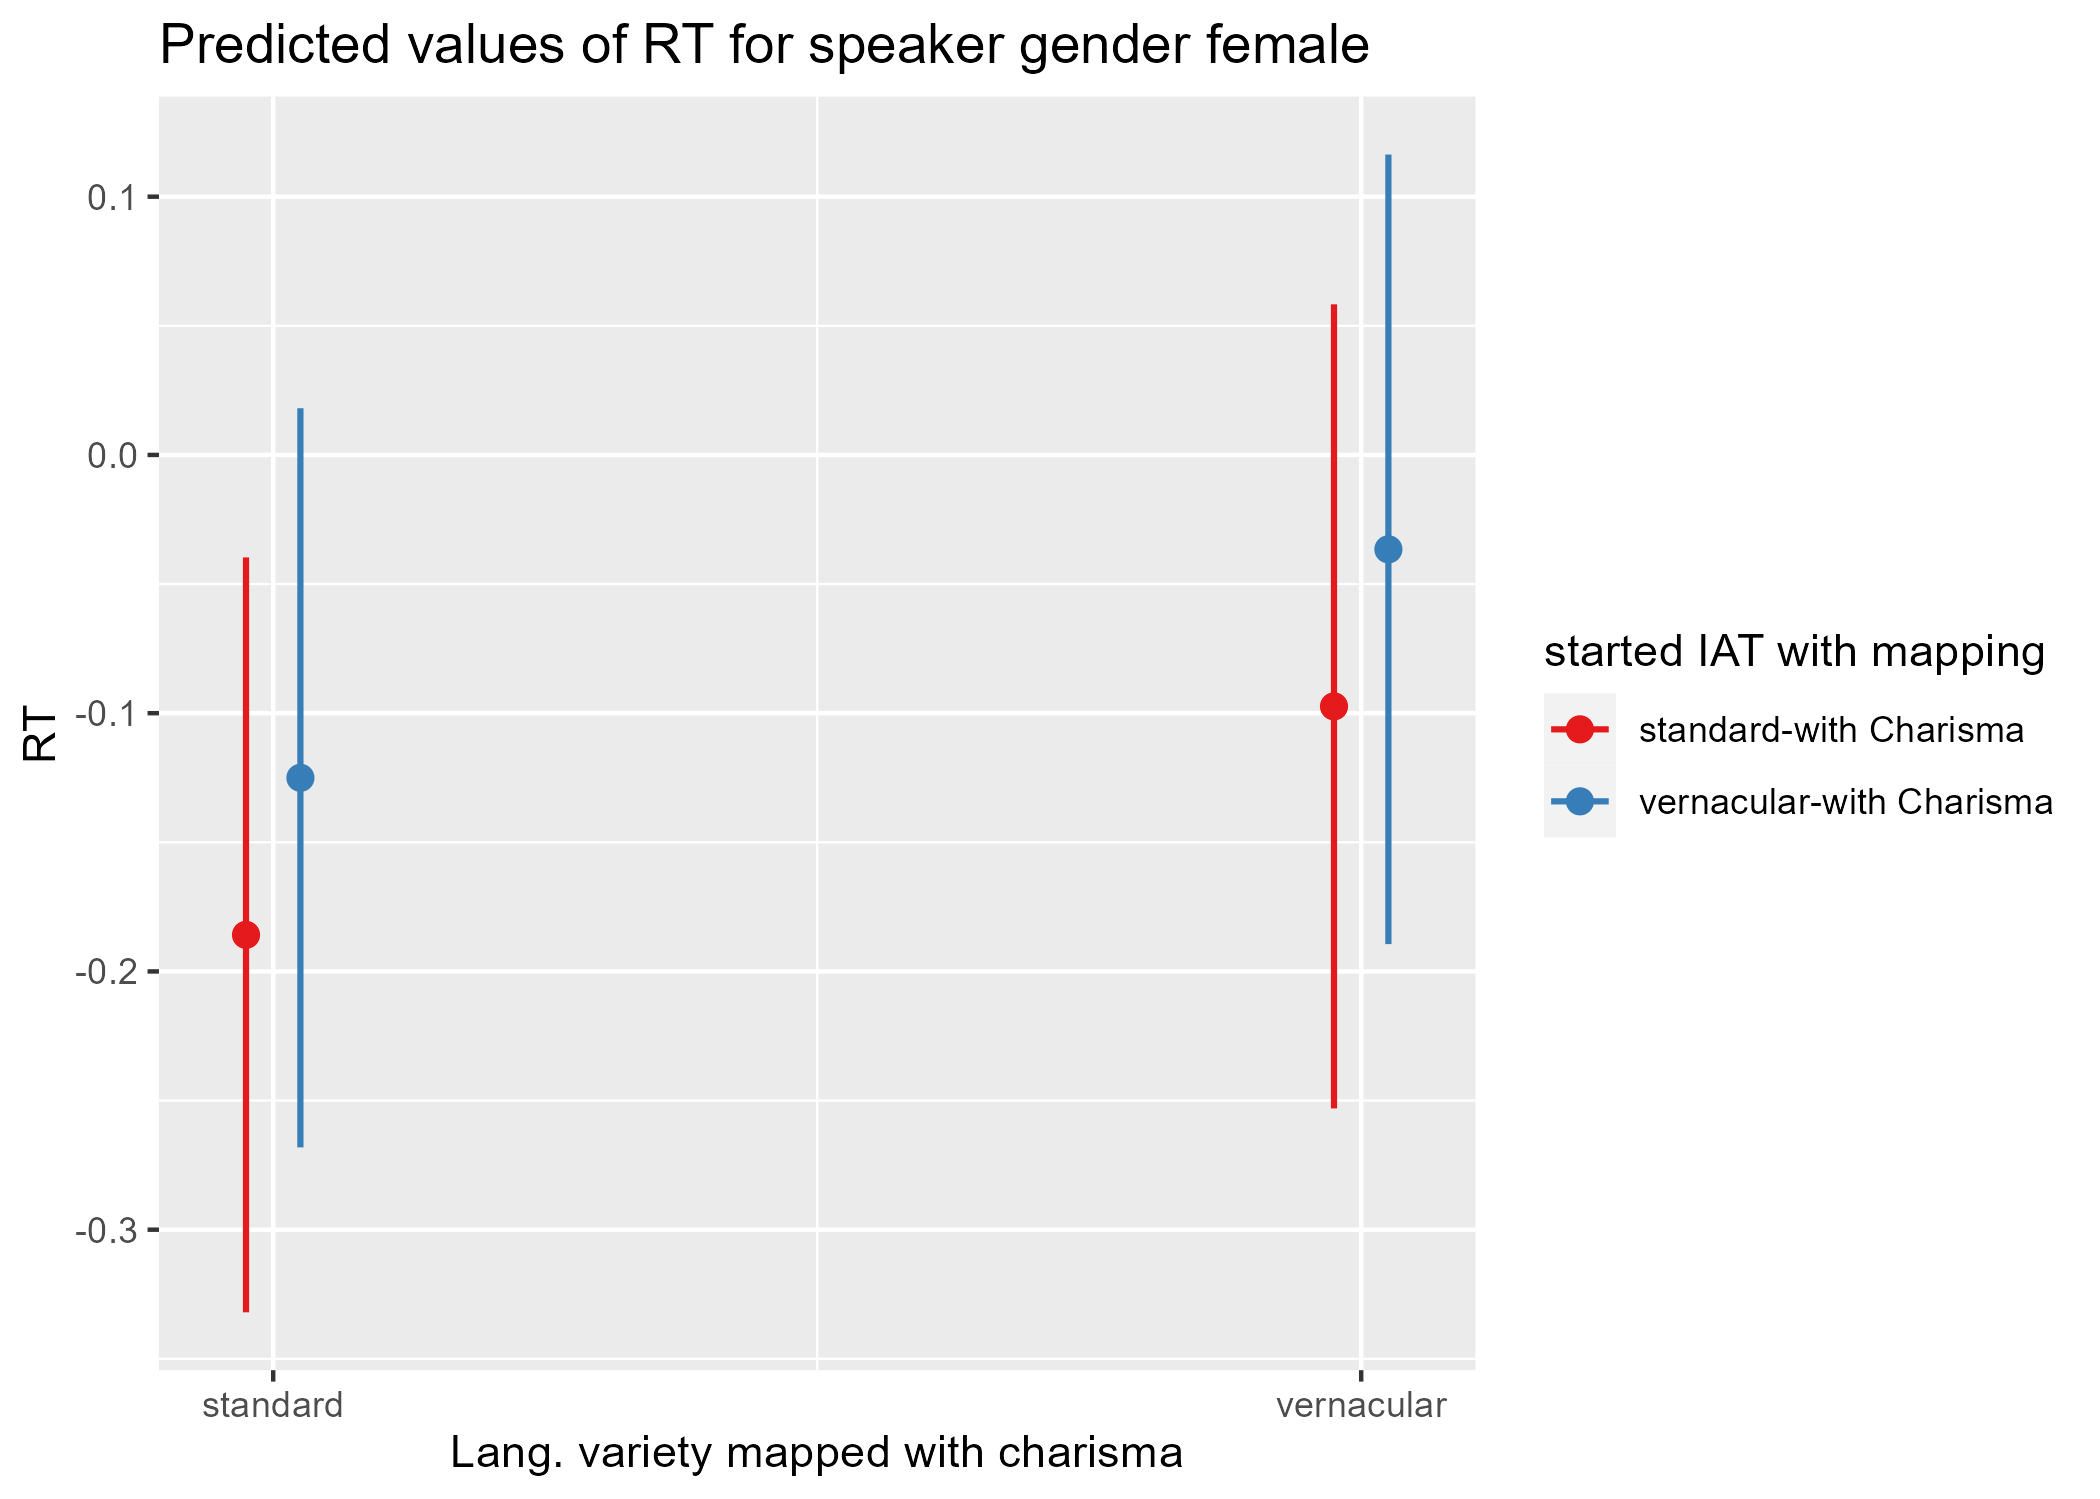 Predicted values of RT for speaker gender female
0.1
0.0
-0.1
-0.2
-0.3
RT
standard
vernacular
Lang. variety mapped with charisma
started IAT with mapping
standard-with Charisma
vernacular-with Charisma